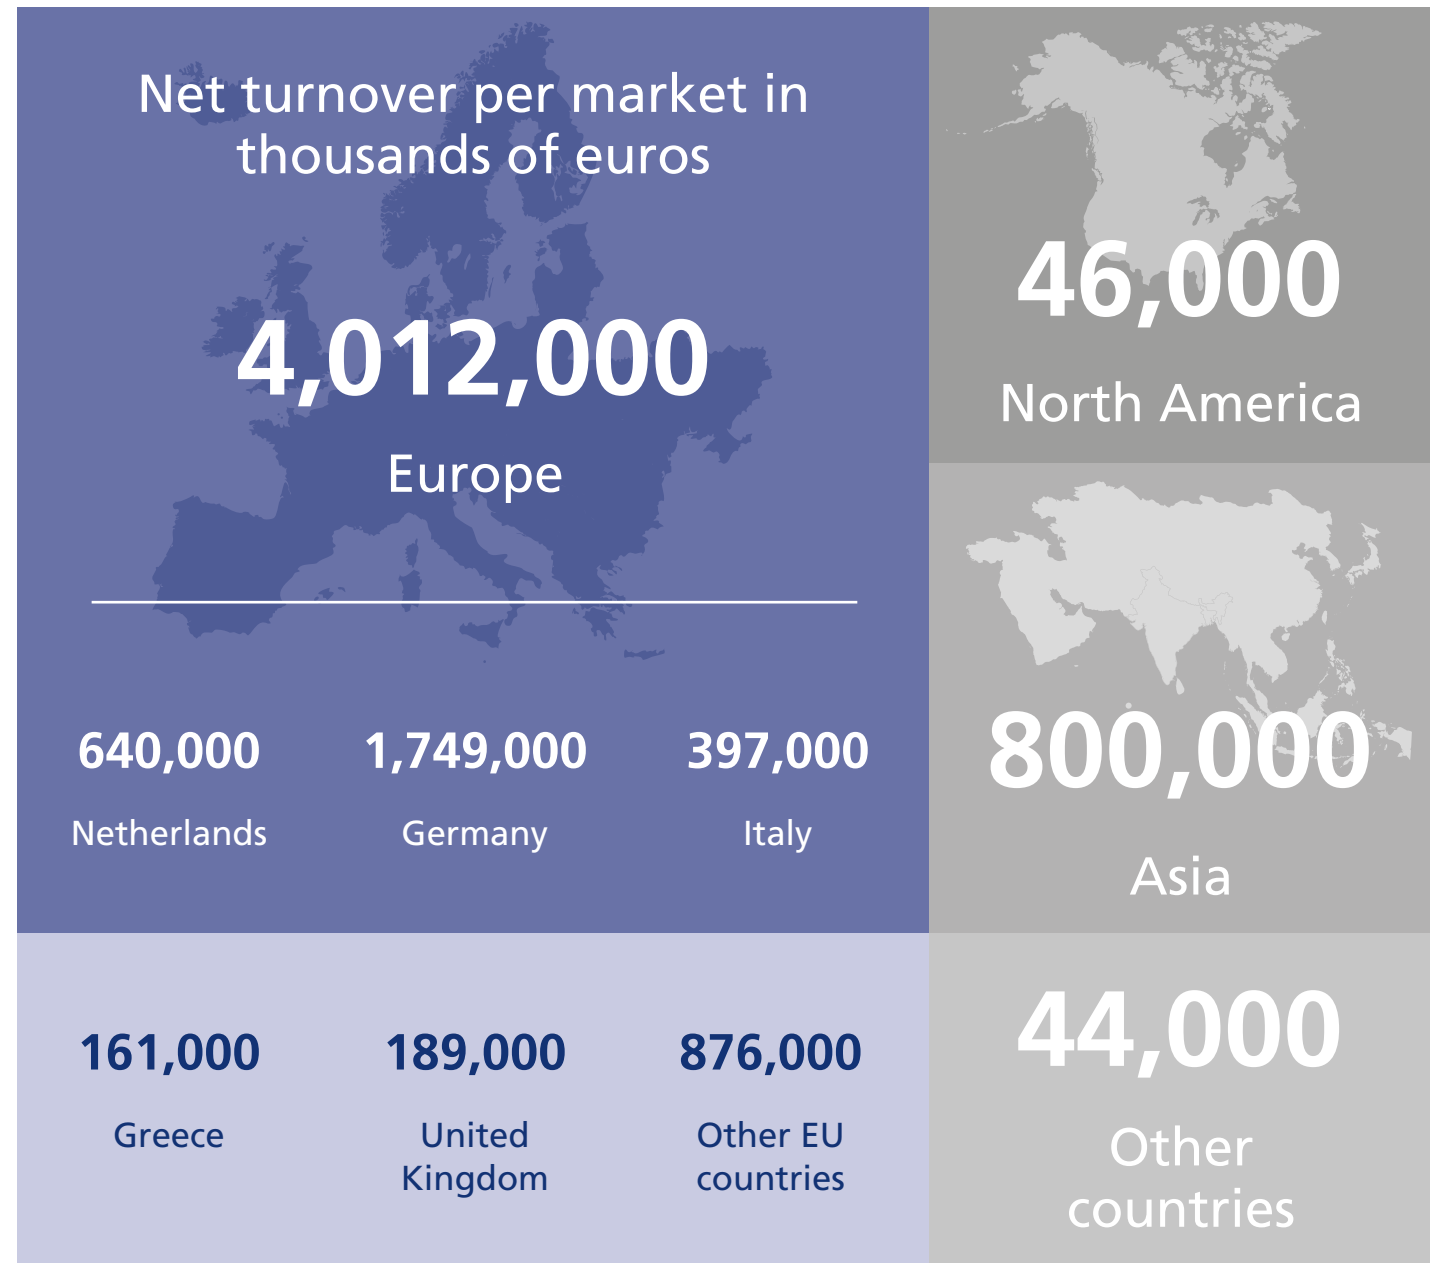 Net turnover per market in
thousands of euros
4,012,000
Europe
640,000
Netherlands
1,749,000
Germany
397,000
Italy
161,000
Greece
189,000
United
Kingdom
876,000
Other EU
countries
46,000
North America
800,000
Asia
44,000
Other
countries